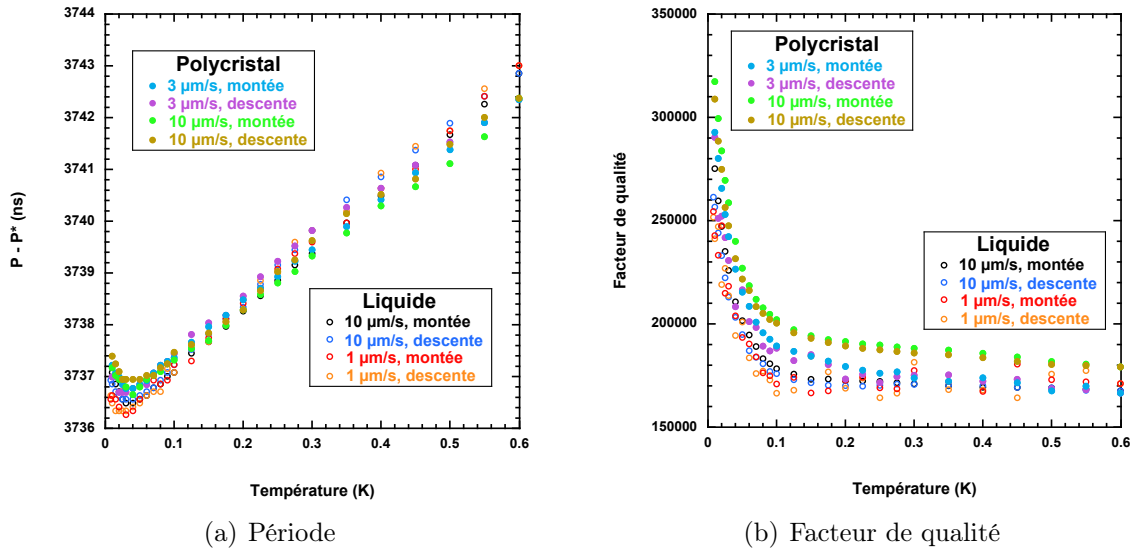 3744
3743
3742
3741
3740
3739
3738
3737
3736
P - P* (ns)
Polycristal
3 µm/s, montée
3 µm/s, descente
10 µm/s, montée
10 µm/s, descente
Liquide
10 µm/s, montée
10 µm/s, descente
1 µm/s, montée
1 µm/s, descente
0 0.1 0.2 0.3 0.4 0.5 0.6
Température (K)
(a) Période
350000
300000
250000
200000
150000
Facteur de qualité
Polycristal
3 µm/s, montée
3 µm/s, descente
10 µm/s, montée
10 µm/s, descente
Liquide
10 µm/s, montée
10 µm/s, descente
1 µm/s, montée
1 µm/s, descente
0 0.1 0.2 0.3 0.4 0.5 0.6
Température (K)
(b) Facteur de qualité